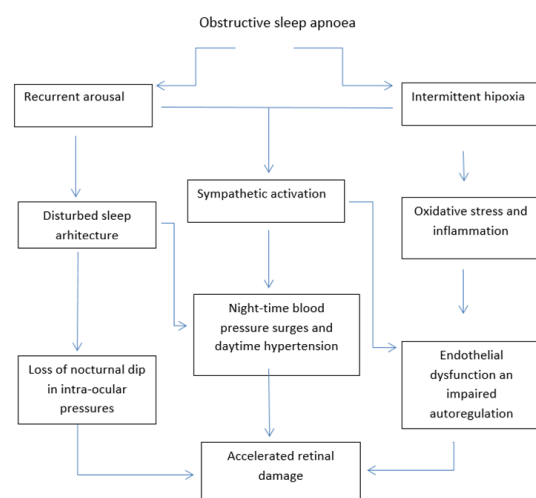 Obstructive sleep apnoea
Recurrent arousal
Intermittent hipoxia
Sympathetic activation
Disturbed sleep
arhitecture
Oxidative stress and
inflammation
Night-time blood
pressure surges and
daytime hypertension
Loss of nocturnal dip
in intra-ocular
pressures
Endothelial
dysfunction an
impaired
autoregulation
Accelerated retinal
damage